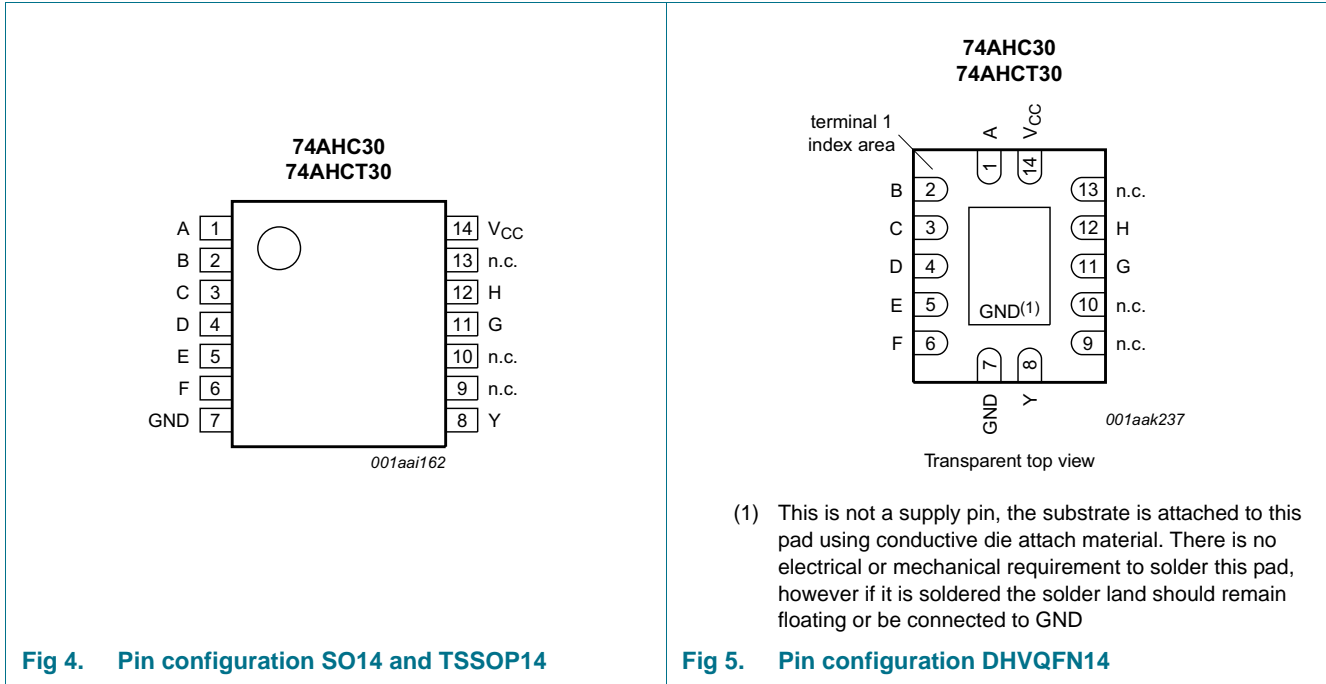 74AHC30
74AHCT30
A 1
B 2
C 3
D 4
E 5
F 6
GND 7
14 VCC
13 n.c.
12 H
11 G
10 n.c.
9 n.c.
8 Y
001aai162
Fig 4. Pin configuration SO14 and TSSOP14
74AHC30
74AHCT30
terminal 1
index area
A
VCC
1
14
B 2
C 3
D 4
E 5
F 6
13 n.c.
12 H
11 G
10 n.c.
9 n.c.
GND(1)
7
8
GND
Y
001aak237
Transparent top view
(1) This is not a supply pin, the substrate is attached to this
pad using conductive die attach material. There is no
electrical or mechanical requirement to solder this pad,
however if it is soldered the solder land should remain
floating or be connected to GND
Fig 5. Pin configuration DHVQFN14